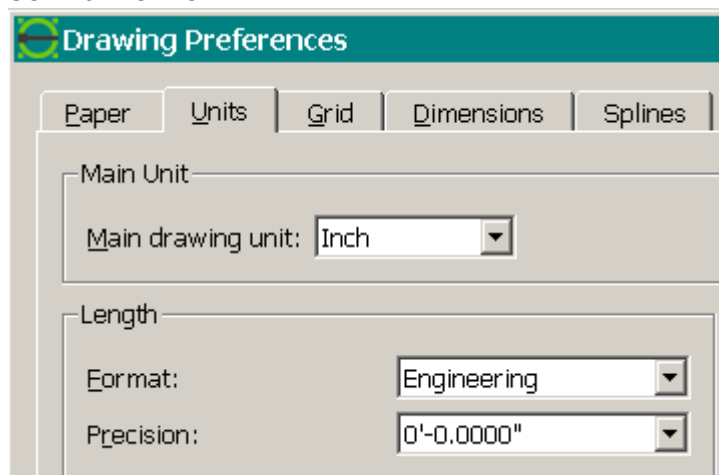 Drawing Preferences
Paper Units Grid Dimensions Splines
Main Unit
Main drawing unit: Inch
Length
Format: Engineering
Precision: 0'-0.0000"